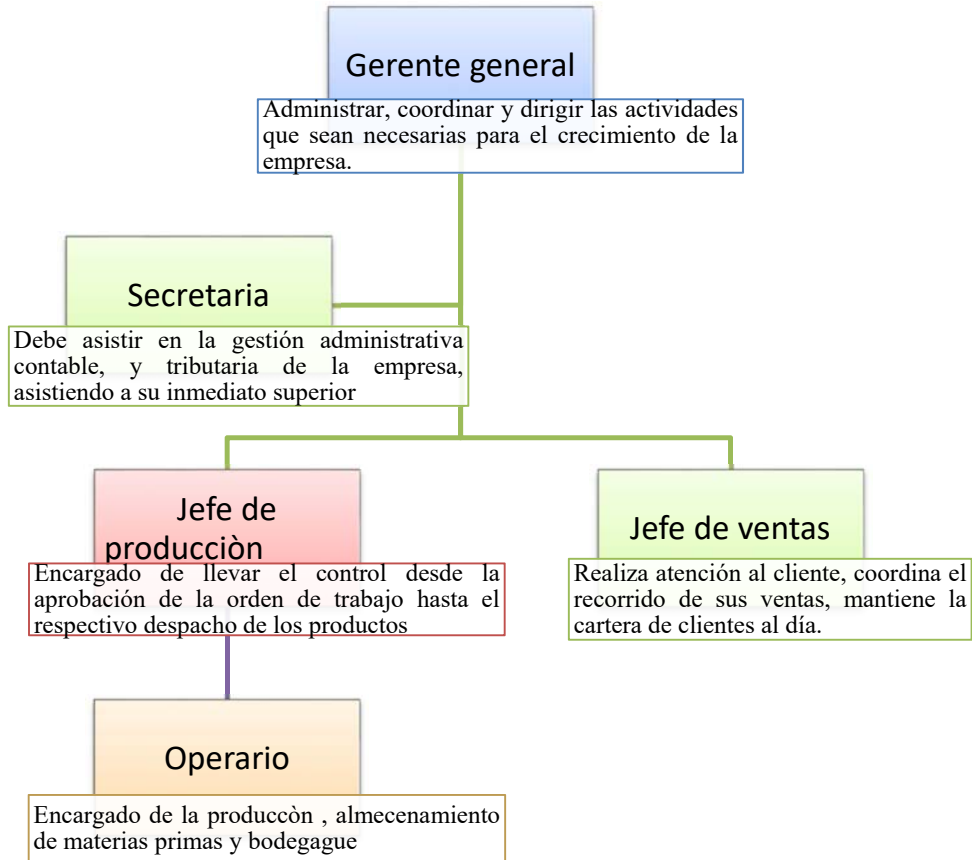 Gerente general
Administrar, coordinar y dirigir las actividades
que sean necesarias para el crecimiento de la
empresa.
Secretaria
Debe asistir en la gestión administrativa
contable, y tributaria de la empresa,
asistiendo a su inmediato superior
Jefe de
producciòn
Encargado de llevar el control desde la
aprobación de la orden de trabajo hasta el
respectivo despacho de los productos
Jefe de ventas
Realiza atención al cliente, coordina el
recorrido de sus ventas, mantiene la
cartera de clientes al día.
Operario
Encargado de la produccòn , almecenamiento
de materias primas y bodegague